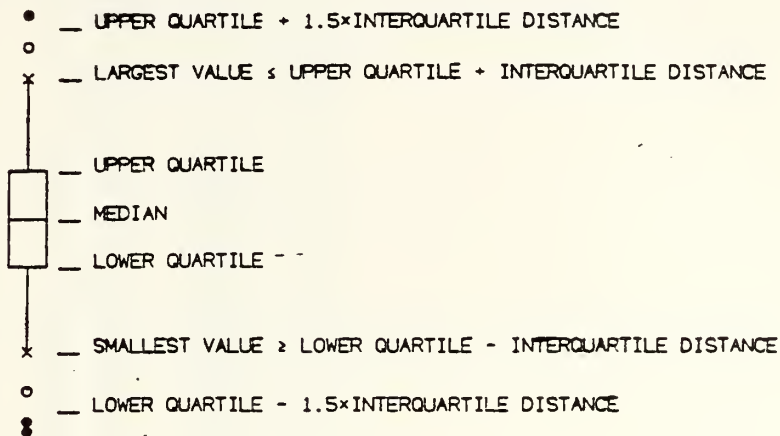 UPPER QUARTILE + 1.5×INTERQUARTILE DISTANCE
LARGEST VALUE ≤ UPPER QUARTILE + INTERQUARTILE DISTANCE
UPPER QUARTILE
MEDIAN
LOWER QUARTILE
SMALLEST VALUE ≥ LOWER QUARTILE - INTERQUARTILE DISTANCE
LOWER QUARTILE - 1.5×INTERQUARTILE DISTANCE